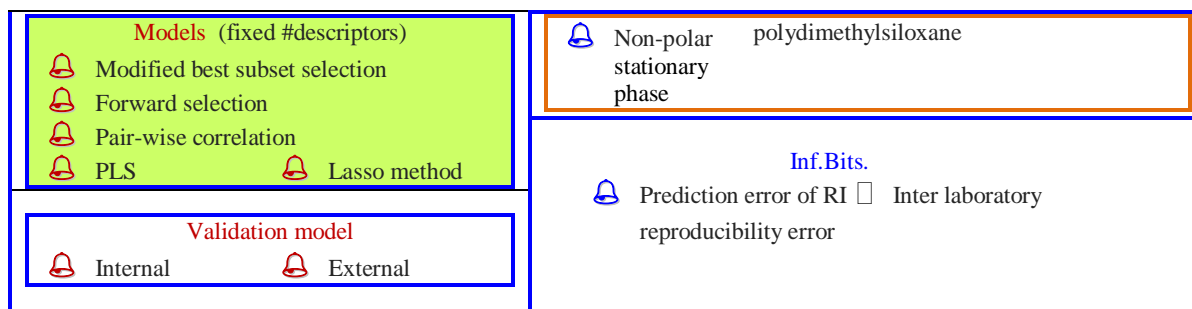 Models (fixed #descriptors)
Modified best subset selection
Forward selection
Pair-wise correlation
PLS Lasso method
Validation model
Internal External
Non-polar polydimethylsiloxane
stationary
phase
Inf.Bits.
Prediction error of RI □ Inter laboratory
reproducibility error